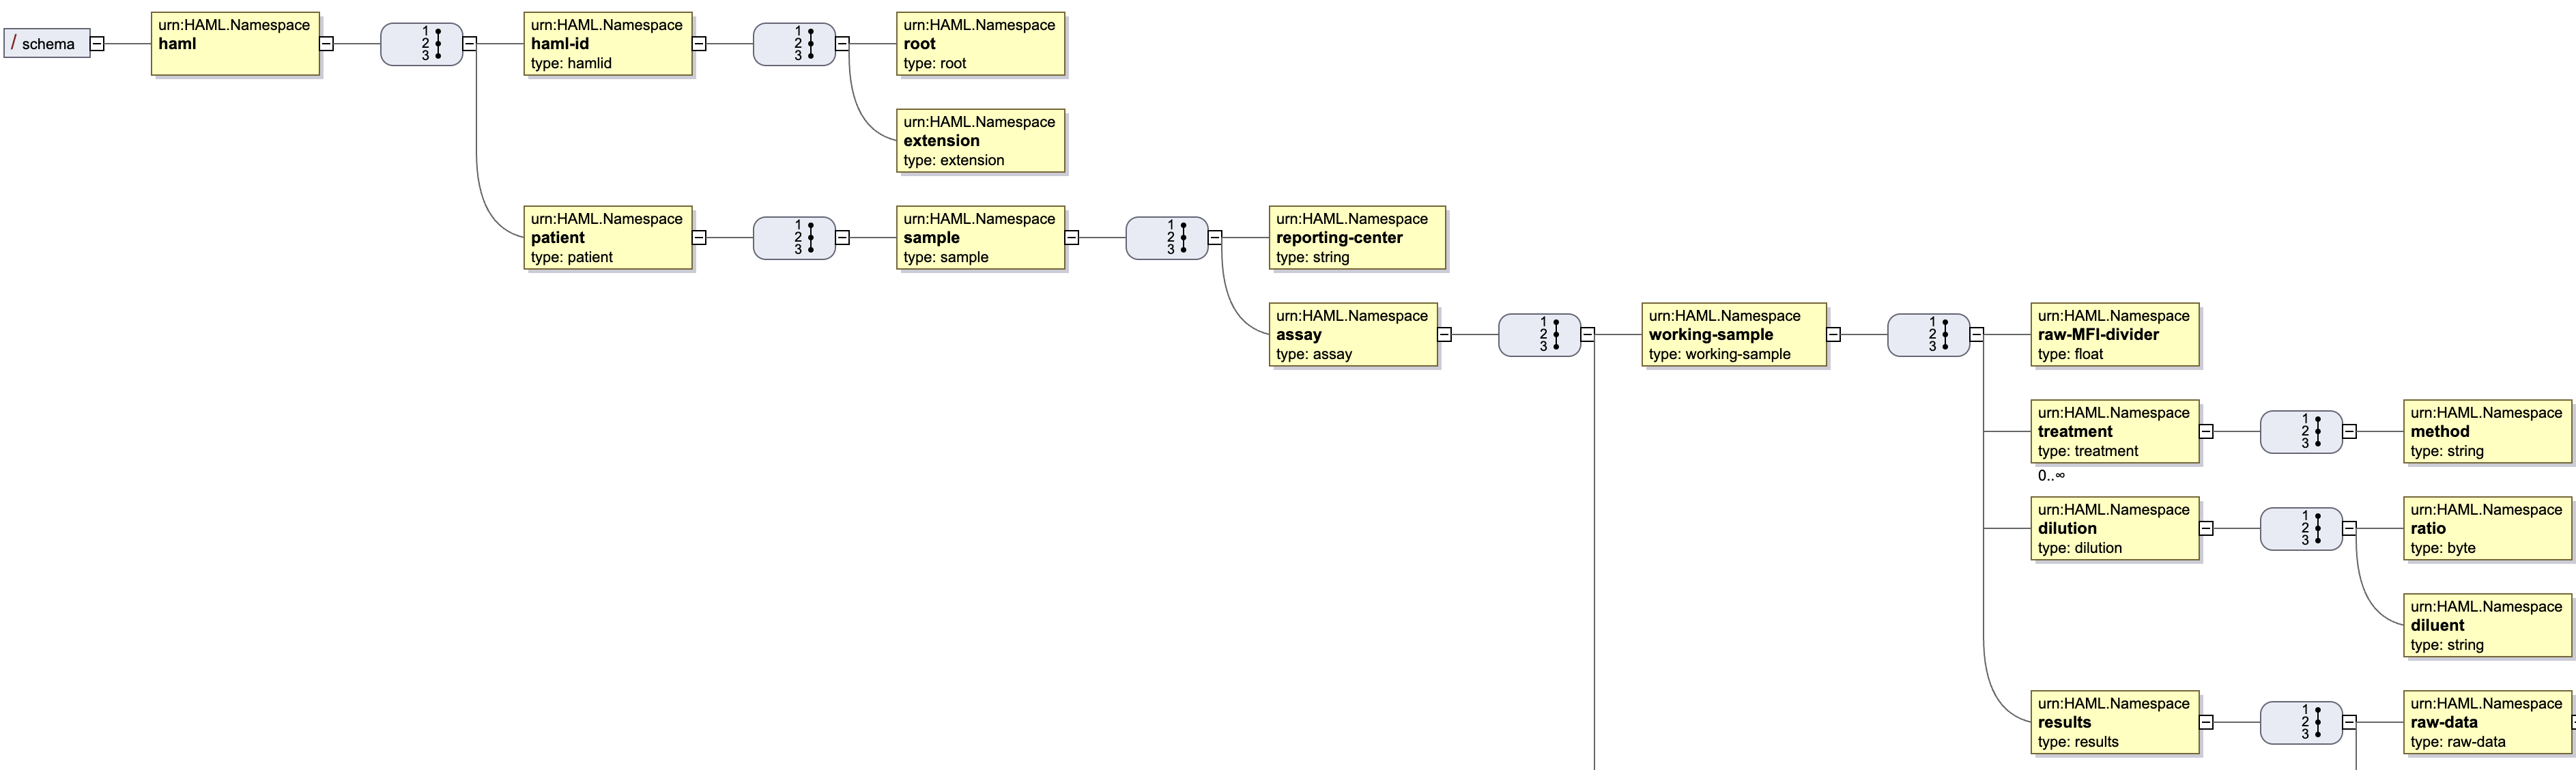 / schema
urn:HAML.Namespace
haml
1
2
3
urn:HAML.Namespace
haml-id
type: hamlid
1
2
3
urn:HAML.Namespace
root
type: root
urn:HAML.Namespace
extension
type: extension
urn:HAML.Namespace
patient
type: patient
1
2
3
urn:HAML.Namespace
sample
type: sample
1
2
3
urn:HAML.Namespace
reporting-center
type: string
urn:HAML.Namespace
assay
type: assay
1
2
3
urn:HAML.Namespace
working-sample
type: working-sample
1
2
3
urn:HAML.Namespace
raw-MFI-divider
type: float
urn:HAML.Namespace
treatment
type: treatment
0..∞
1
2
3
urn:HAML.Namespace
method
type: string
urn:HAML.Namespace
dilution
type: dilution
1
2
3
urn:HAML.Namespace
ratio
type: byte
urn:HAML.Namespace
diluent
type: string
urn:HAML.Namespace
results
type: results
1
2
3
urn:HAML.Namespace
raw-data
type: raw-data